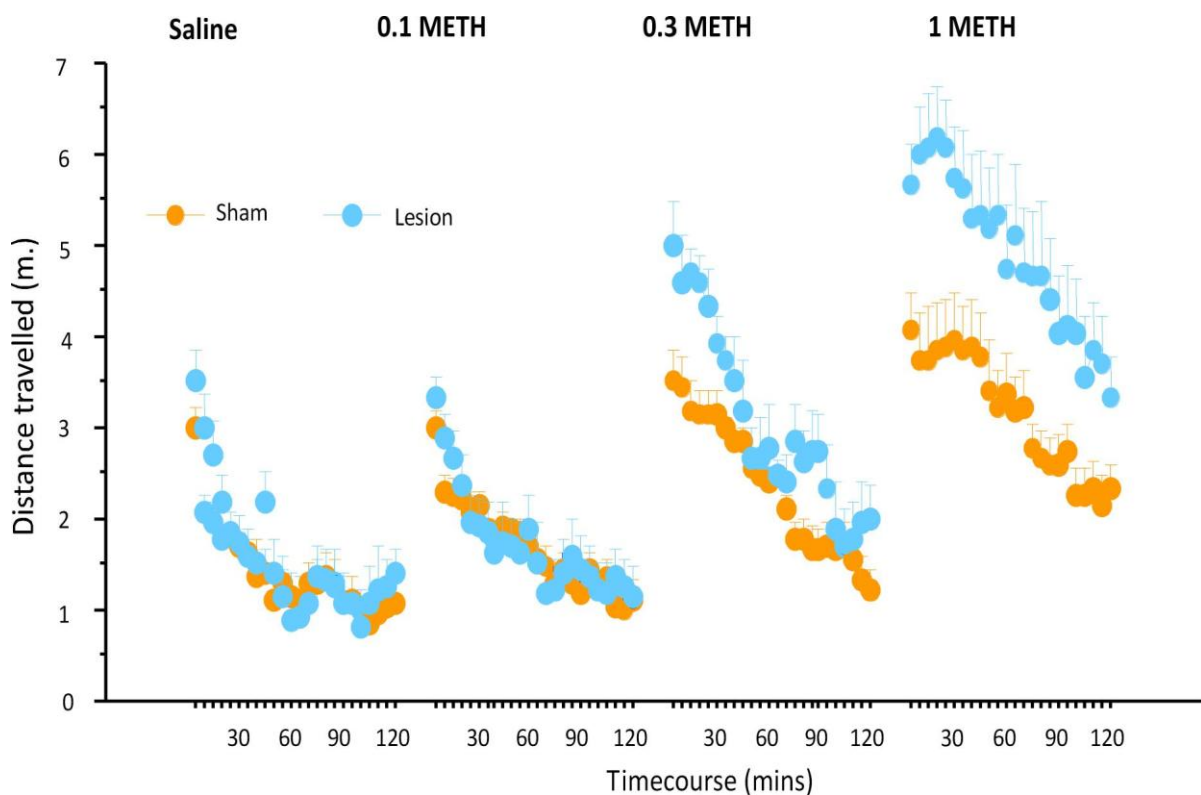 Saline 0.1 METH 0.3 METH 1 METH
7
6
5
4
3
2
1
0
Distance travelled (m.)
Sham Lesion
30 60 90 120 30 60 90 120 30 60 90 120 30 60 90 120
Timecourse (mins)